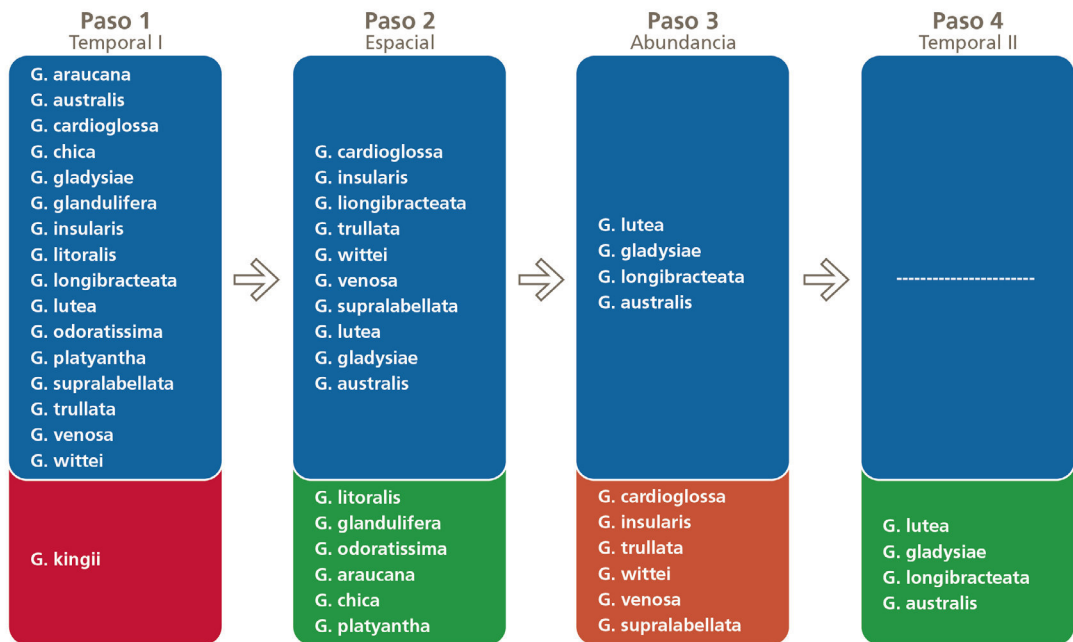 Paso 1
Temporal I
G. araucana
G. australis
G. cardioglossa
G. chica
G. gladysiae
G. glandulifera
G. insularis
G. litoralis
G. longibracteata
G. lutea
G. odoratissima
G. platyantha
G. supralabellata
G. trullata
G. venosa
G. wittei
G. kingii
Paso 2
Espacial
G. cardioglossa
G. insularis
G. liongibracteata
G. trullata
G. wittei
G. venosa
G. supralabellata
G. lutea
G. gladysiae
G. australis
G. litoralis
G. glandulifera
G. odoratissima
G. araucana
G. chica
G. platyantha
Paso 3
Abundancia
G. lutea
G. gladysiae
G. longibracteata
G. australis
G. cardioglossa
G. insularis
G. trullata
G. wittei
G. venosa
G. supralabellata
Paso 4
Temporal II
-----------------------
G. lutea
G. gladysiae
G. longibracteata
G. australis